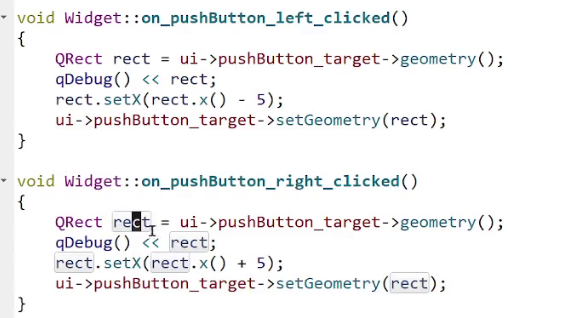 void Widget::on_pushButton_left_clicked()
{
    QRect rect = ui->pushButton_target->geometry();
    qDebug() << rect;
    rect.setX(rect.x() - 5);
    ui->pushButton_target->setGeometry(rect);
}
void Widget::on_pushButton_right_clicked()
{
    QRect rect = ui->pushButton_target->geometry();
    qDebug() << rect;
    rect.setX(rect.x() + 5);
    ui->pushButton_target->setGeometry(rect);
}